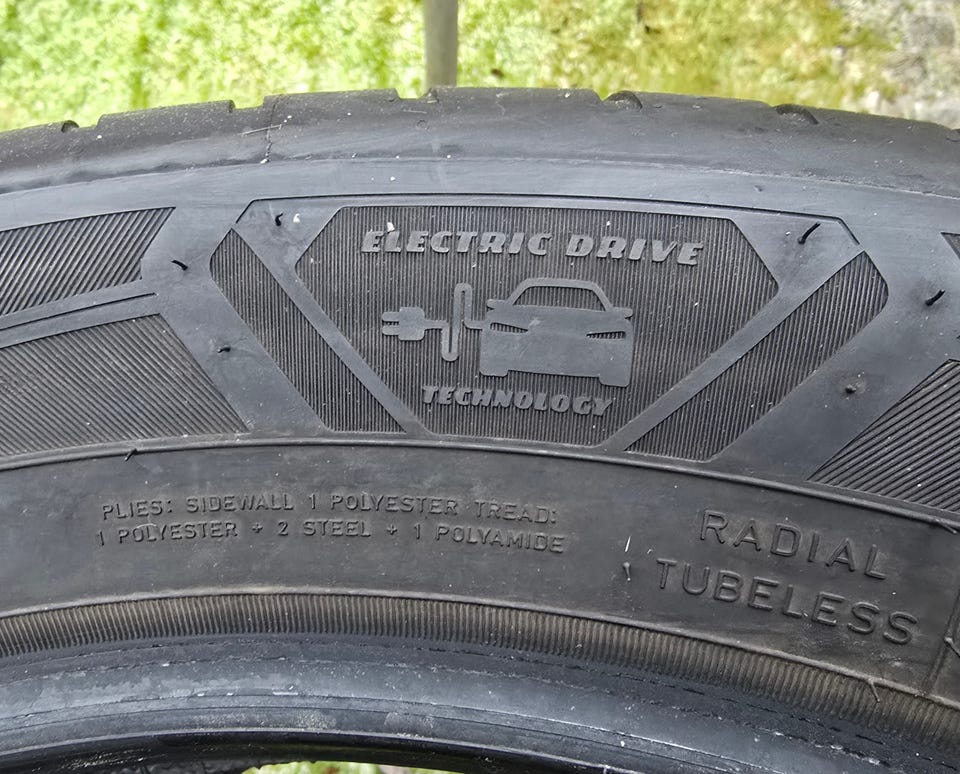 ELECTRIC DRIVE
TECHNOLOGY
PLIES: SIDEWALL 1 POLYESTER TREAD:
1 POLYESTER + 2 STEEL + 1 POLYAMIDE
RADIAL
TUBELESS